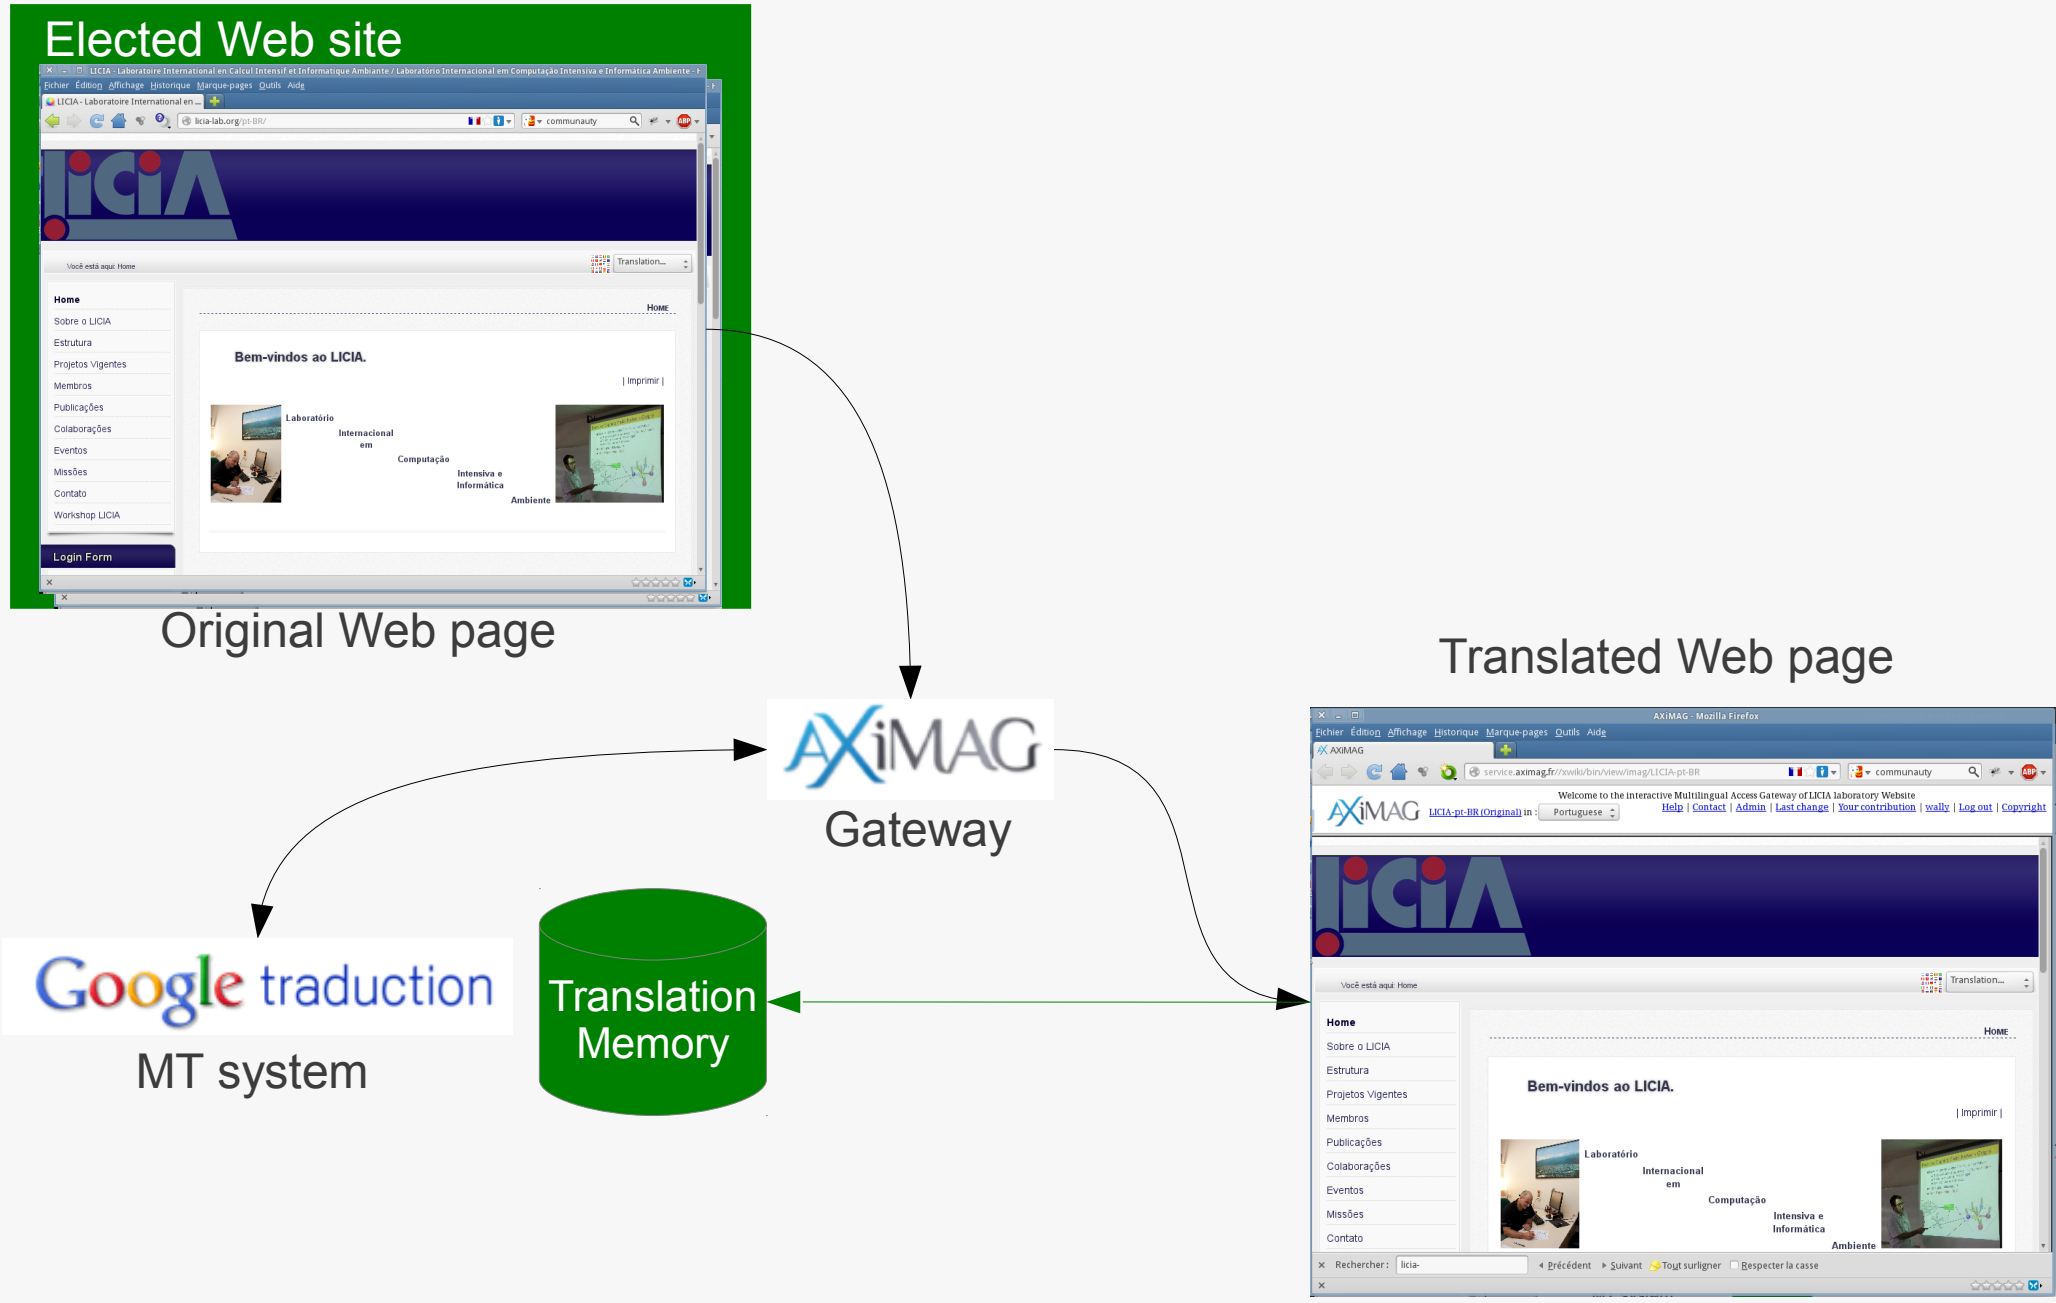 Elected Web site
LICIA - Laboratoire International en Calcul Intensif et Informatique Ambiante / Laboratório Internacional em Computação Intensiva e Informática Ambiente -
Fichier Édition Affichage Historique Marque-pages Outils Aide
LICIA - Laboratoire International en ...
licia-lab.org/pt-BR/
communauty
ABP
liciA
Você está aqui: Home
Translation...
Home
Sobre o LICIA
Estrutura
Projetos Vigentes
Membros
Publicações
Colaborações
Eventos
Missões
Contato
Workshop LICIA
Login Form
HOME
Bem-vindos ao LICIA.
| Imprimir |
Laboratório
Internacional
em
Computação
Intensiva e
Informática
Ambiente
Original Web page
AXiMAG
Gateway
Google traduction
MT system
Translation
Memory
Translated Web page
AXiMAG - Mozilla Firefox
Fichier Édition Affichage Historique Marque-pages Outils Aide
AXiMAG
service.aximag.fr//xwiki/bin/view/imag/LICIA-pt-BR
communauty
ABP
AXiMAG
Welcome to the interactive Multilingual Access Gateway of LICIA laboratory Website
LICIA-pt-BR (Original) in : Portuguese
Help | Contact | Admin | Last change | Your contribution | wally | Log out | Copyright
liciA
Você está aqui: Home
Translation...
Home
Sobre o LICIA
Estrutura
Projetos Vigentes
Membros
Publicações
Colaborações
Eventos
Missões
Contato
HOME
Bem-vindos ao LICIA.
| Imprimir |
Laboratório
Internacional
em
Computação
Intensiva e
Informática
Ambiente
Rechercher : licia- Précédent Suivant Tout surligner Respecter la casse